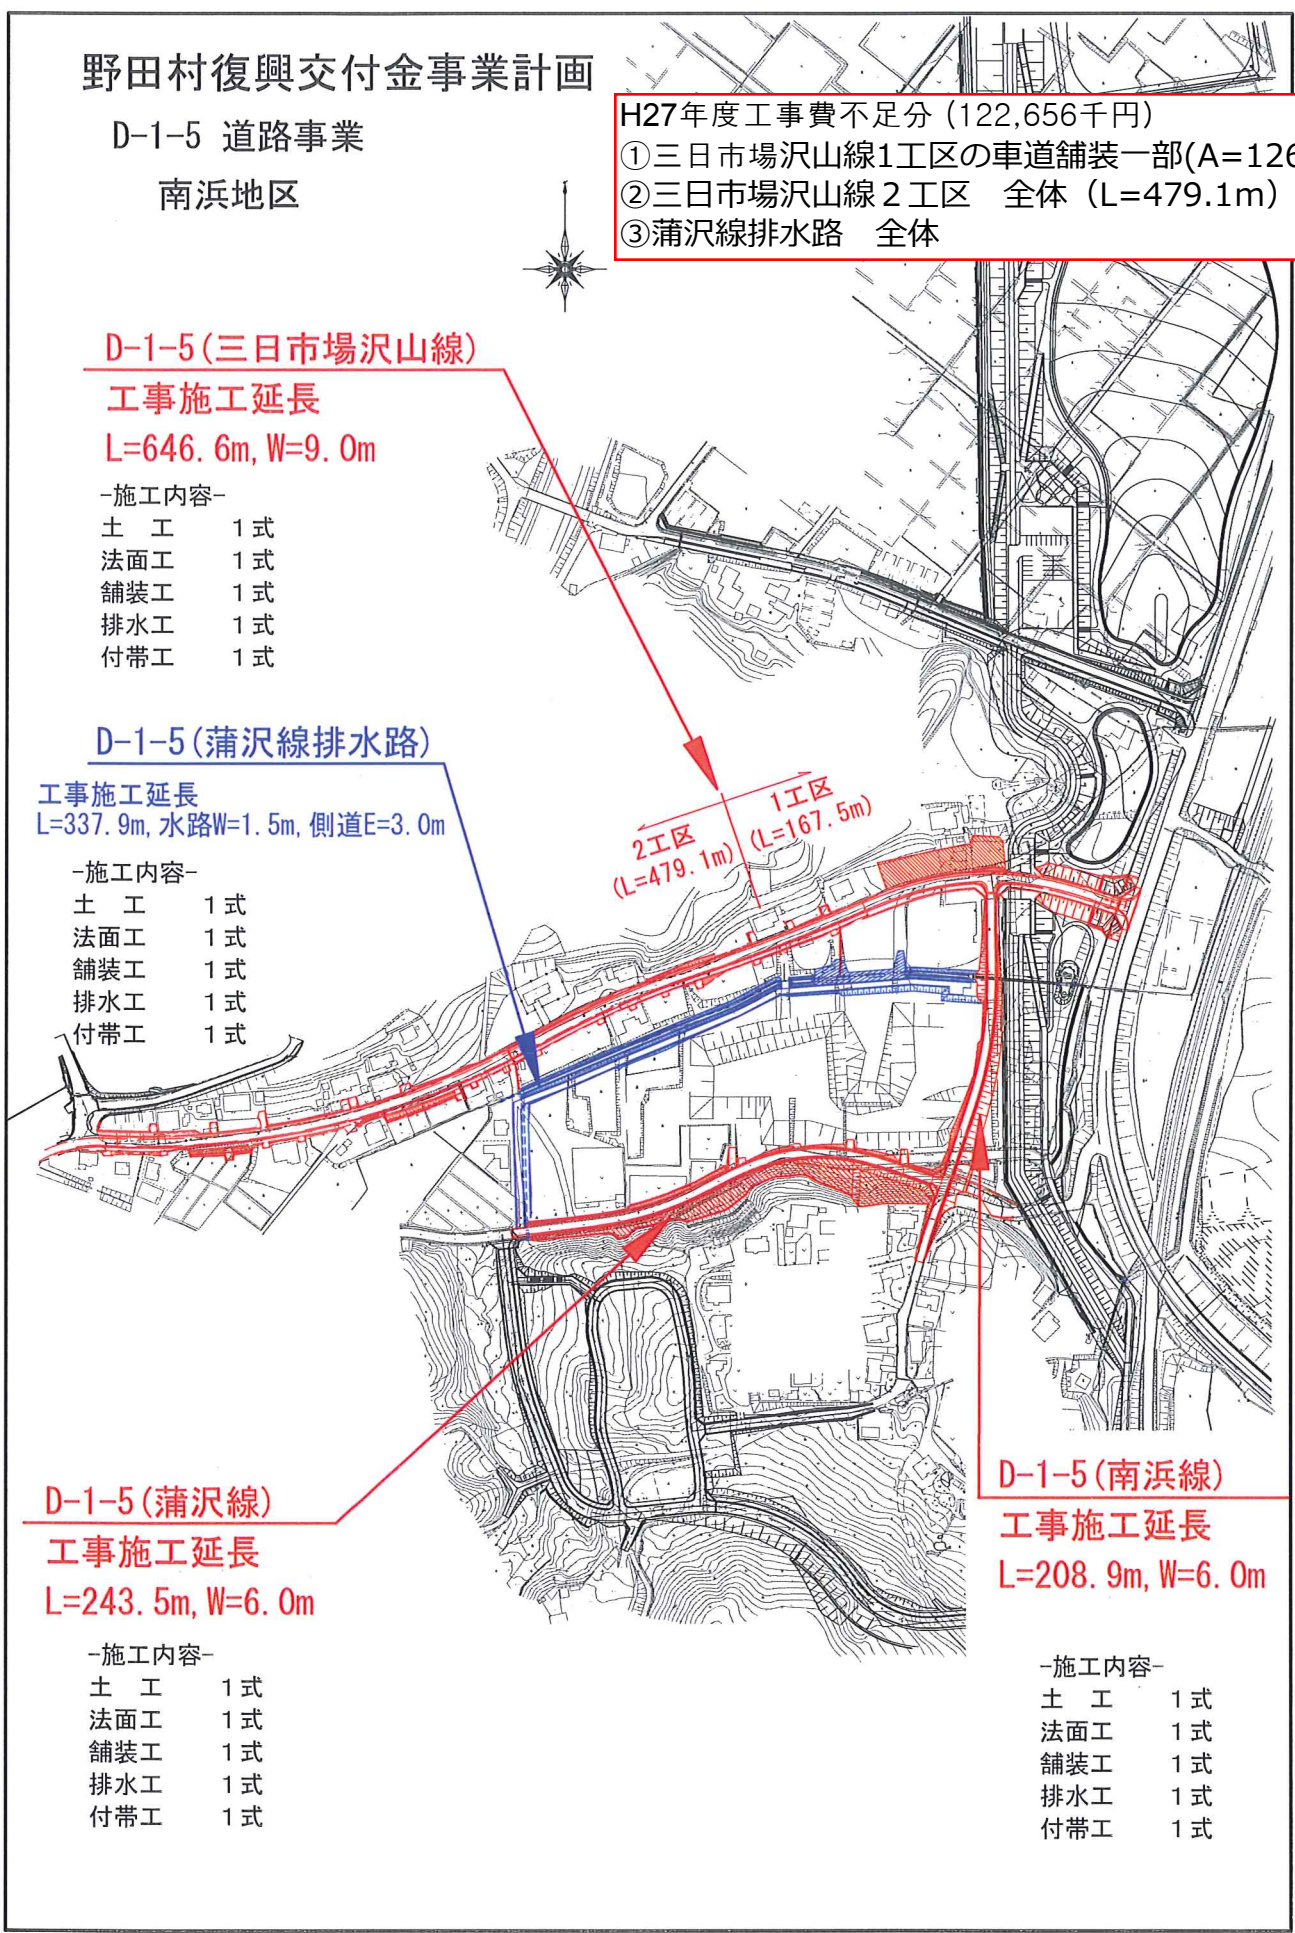 野田村復興交付金事業計画
D-1-5 道路事業
南浜地区
H27年度工事費不足分 (122,656千円)
①三日市場沢山線1工区の車道舗装一部(A=126
②三日市場沢山線2工区 全体 (L=479.1m)
③蒲沢線排水路 全体
D-1-5(三日市場沢山線)
工事施工延長
L=646.6m, W=9.0m
-施工内容-
土 工 1式
法面工 1式
舗装工 1式
排水工 1式
付帯工 1式
D-1-5(蒲沢線排水路)
工事施工延長
L=337.9m, 水路W=1.5m, 側道E=3.0m
-施工内容-
土 工 1式
法面工 1式
舗装工 1式
排水工 1式
付帯工 1式
1工区
(L=167.5m)
2工区
(L=479.1m)
D-1-5(蒲沢線)
工事施工延長
L=243.5m, W=6.0m
-施工内容-
土 工 1式
法面工 1式
舗装工 1式
排水工 1式
付帯工 1式
D-1-5(南浜線)
工事施工延長
L=208.9m, W=6.0m
-施工内容-
土 工 1式
法面工 1式
舗装工 1式
排水工 1式
付帯工 1式